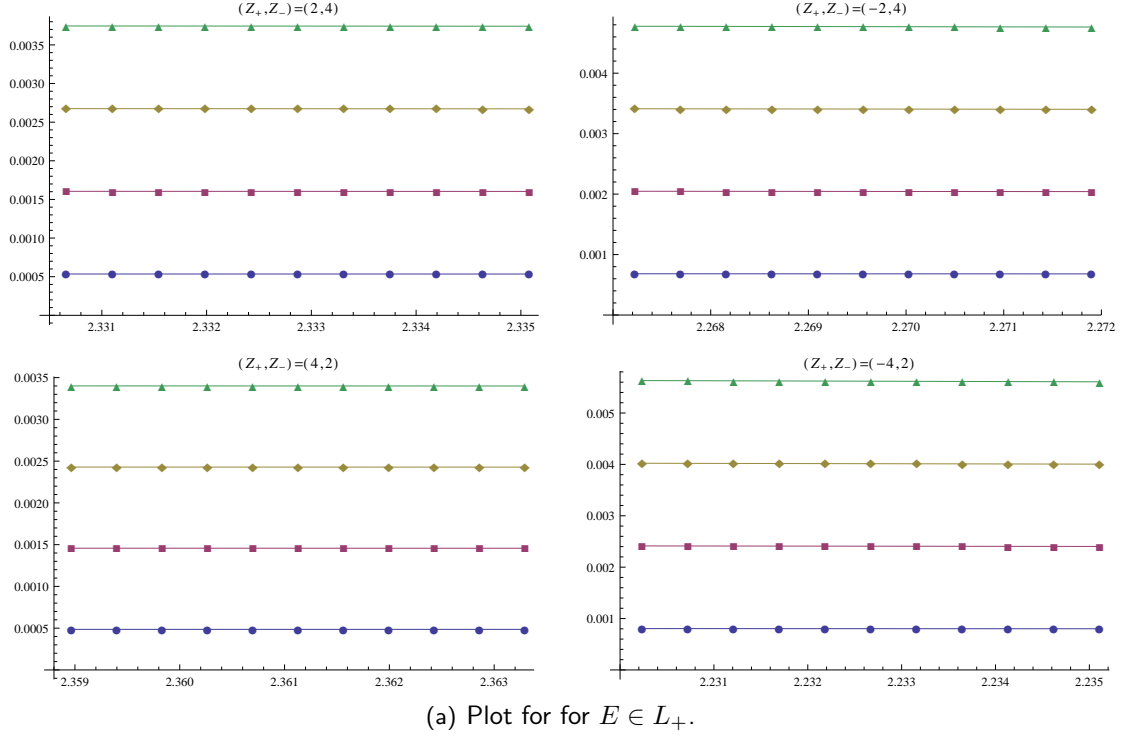 (Z₊,Z₋)=(2,4)
0.0035
0.0030
0.0025
0.0020
0.0015
0.0010
0.0005
2.331 2.332 2.333 2.334 2.335
(Z₊,Z₋)=(−2,4)
0.004
0.003
0.002
0.001
2.268 2.269 2.270 2.271 2.272
(Z₊,Z₋)=(4,2)
0.0035
0.0030
0.0025
0.0020
0.0015
0.0010
0.0005
2.359 2.360 2.361 2.362 2.363
(Z₊,Z₋)=(−4,2)
0.005
0.004
0.003
0.002
0.001
2.231 2.232 2.233 2.234 2.235
(a) Plot for for E ∈ L₊.